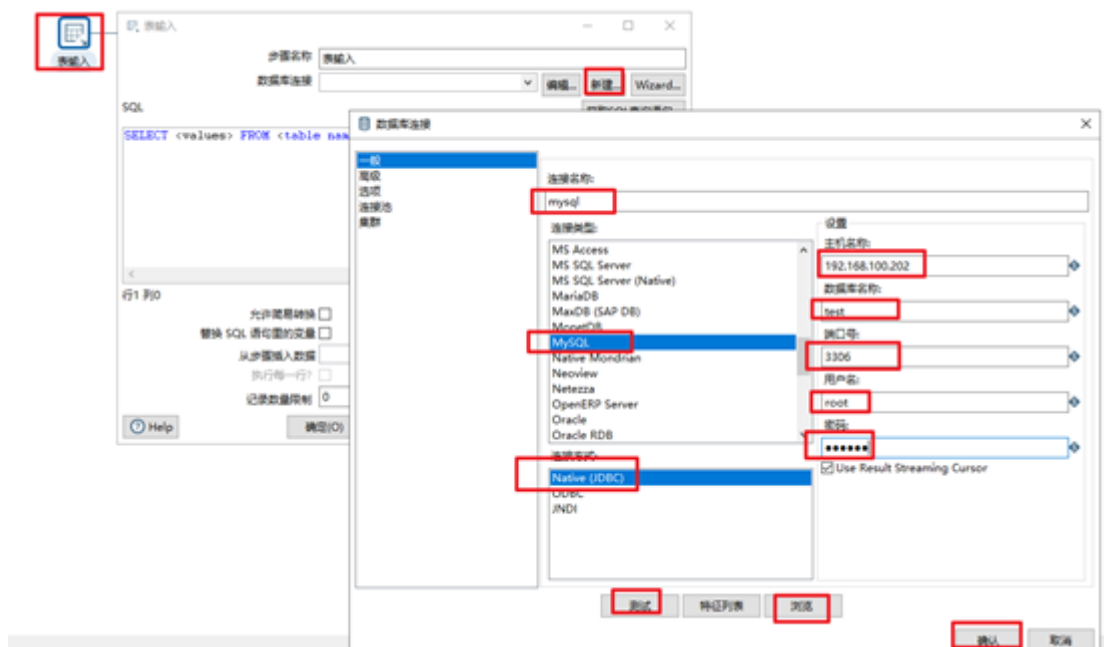 表输入
表输入
步骤名称 表输入
数据库连接 编辑... 新建... Wizard...
SQL
SELECT <values> FROM <table nam
行1 列0
允许简易转换
替换 SQL 语句里的变量
从步骤插入数据
执行每一行?
记录数量限制 0
Help 确定(O)
数据库连接
一般
高级
选项
连接池
集群
连接名称:
mysql
连接类型:
MS Access
MS SQL Server
MS SQL Server (Native)
MariaDB
MaxDB (SAP DB)
MonetDB
MySQL
Native Mondrian
Neoview
Netezza
OpenERP Server
Oracle
Oracle RDB
连接方式:
Native (JDBC)
ODBC
JNDI
设置
主机名称:
192.168.100.202
数据库名称:
test
端口号:
3306
用户名:
root
密码:
●●●●●●
Use Result Streaming Cursor
测试 特征列表 浏览
确认 取消